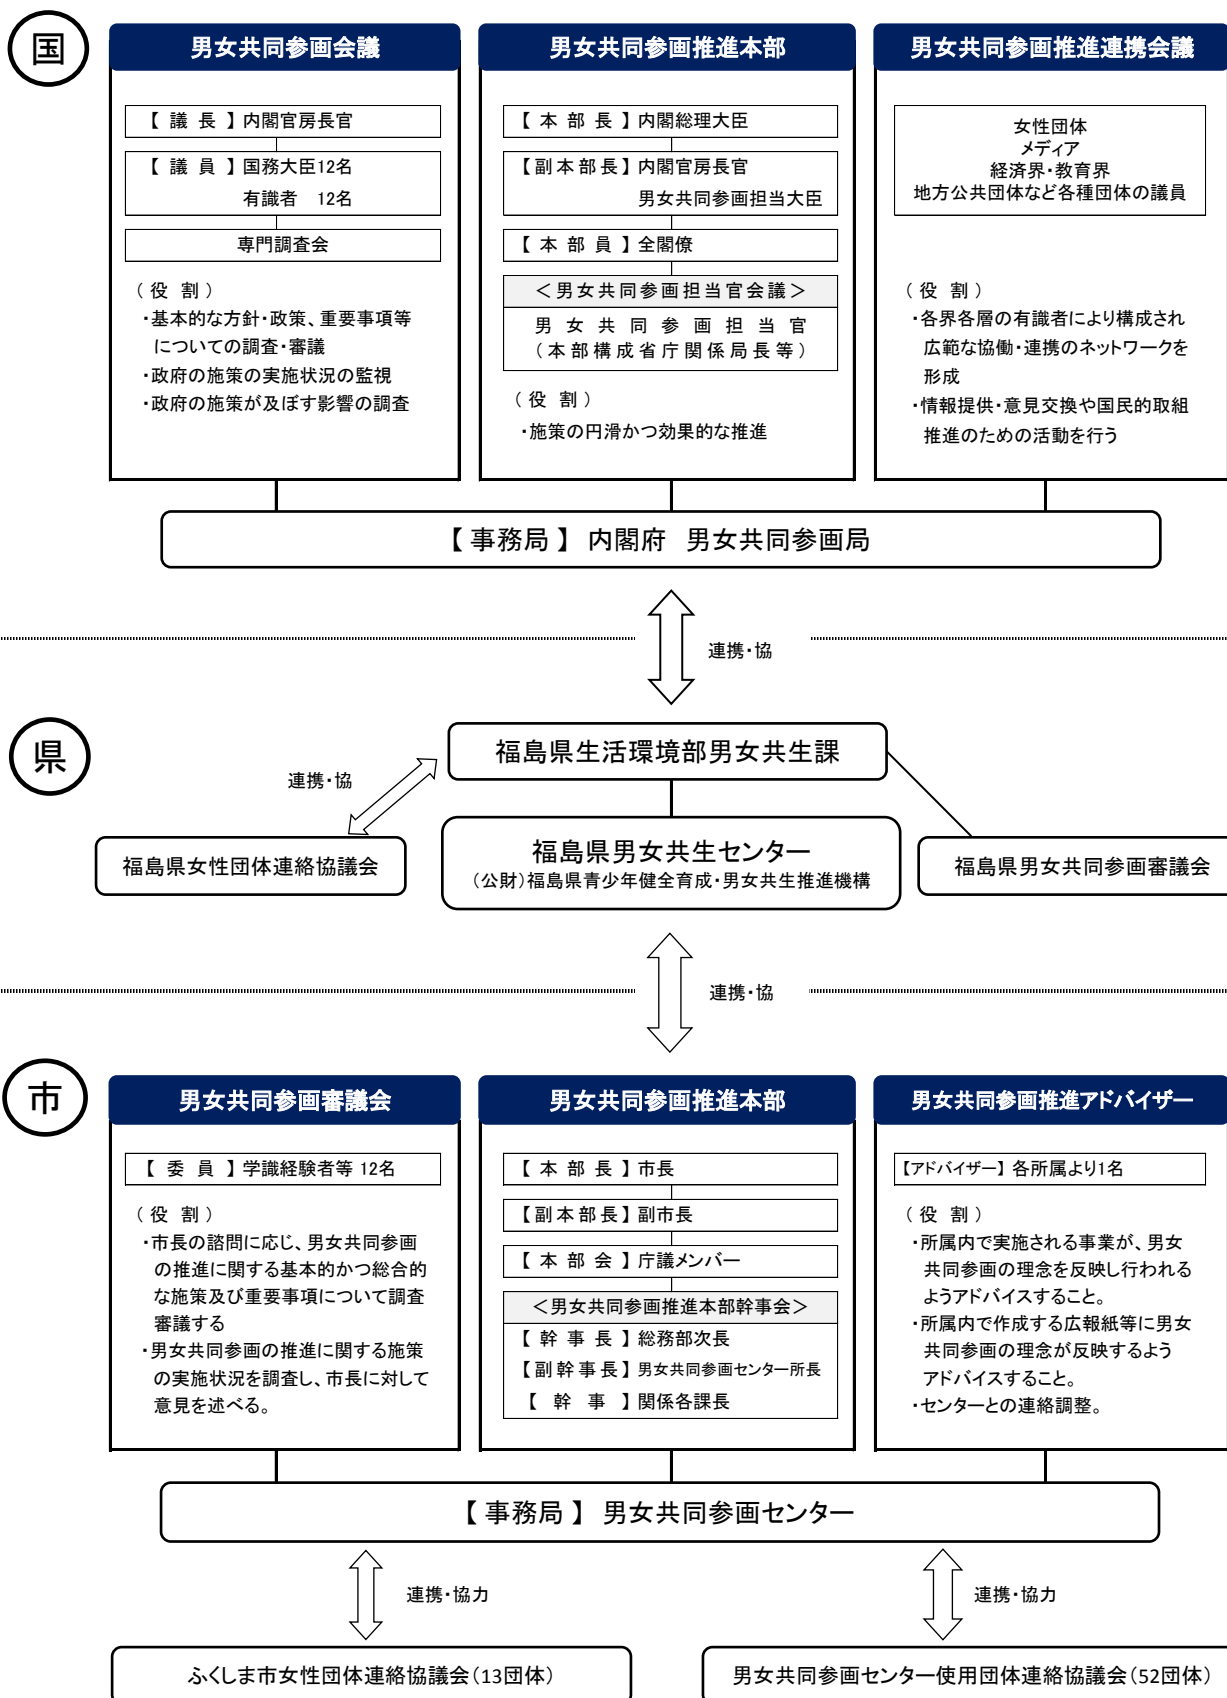 国
男女共同参画会議
【 議 長 】内閣官房長官
【 議 員 】国務大臣12名
有識者 12名
専門調査会
（ 役 割 ）
・基本的な方針・政策、重要事項等
についての調査・審議
・政府の施策の実施状況の監視
・政府の施策が及ぼす影響の調査
男女共同参画推進本部
【 本 部 長 】内閣総理大臣
【副本部長】内閣官房長官
男女共同参画担当大臣
【 本 部 員 】全閣僚
＜男女共同参画担当官会議＞
男 女 共 同 参 画 担 当 官
（本部構成省庁関係局長等）
（ 役 割 ）
・施策の円滑かつ効果的な推進
男女共同参画推進連携会議
女性団体
メディア
経済界・教育界
地方公共団体など各種団体の議員
（ 役 割 ）
・各界各層の有識者により構成され
広範な協働・連携のネットワークを
形成
・情報提供・意見交換や国民的取組
推進のための活動を行う
【 事務局 】 内閣府 男女共同参画局
連携・協
県
福島県生活環境部男女共生課
連携・協
福島県女性団体連絡協議会
福島県男女共生センター
（公財）福島県青少年健全育成・男女共生推進機構
福島県男女共同参画審議会
連携・協
市
男女共同参画審議会
【 委 員 】学識経験者等 12名
（ 役 割 ）
・市長の諮問に応じ、男女共同参画
の推進に関する基本的かつ総合的
な施策及び重要事項について調査
審議する
・男女共同参画の推進に関する施策
の実施状況を調査し、市長に対して
意見を述べる。
男女共同参画推進本部
【 本 部 長 】市長
【副本部長】副市長
【 本 部 会 】庁議メンバー
＜男女共同参画推進本部幹事会＞
【 幹 事 長 】総務部次長
【副幹事長】男女共同参画センター所長
【 幹 事 】関係各課長
男女共同参画推進アドバイザー
【アドバイザー】各所属より1名
（ 役 割 ）
・所属内で実施される事業が、男女
共同参画の理念を反映し行われる
ようアドバイスすること。
・所属内で作成する広報紙等に男女
共同参画の理念が反映するよう
アドバイスすること。
・センターとの連絡調整。
【 事務局 】 男女共同参画センター
連携・協力
連携・協力
ふくしま市女性団体連絡協議会（13団体）
男女共同参画センター使用団体連絡協議会（52団体）